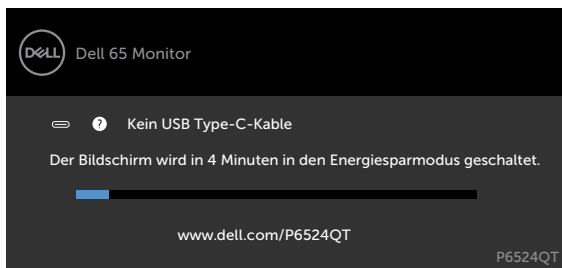 DELL Dell 65 Monitor
? Kein USB Type-C-Kable
Der Bildschirm wird in 4 Minuten in den Energiesparmodus geschaltet.
www.dell.com/P6524QT
P6524QT